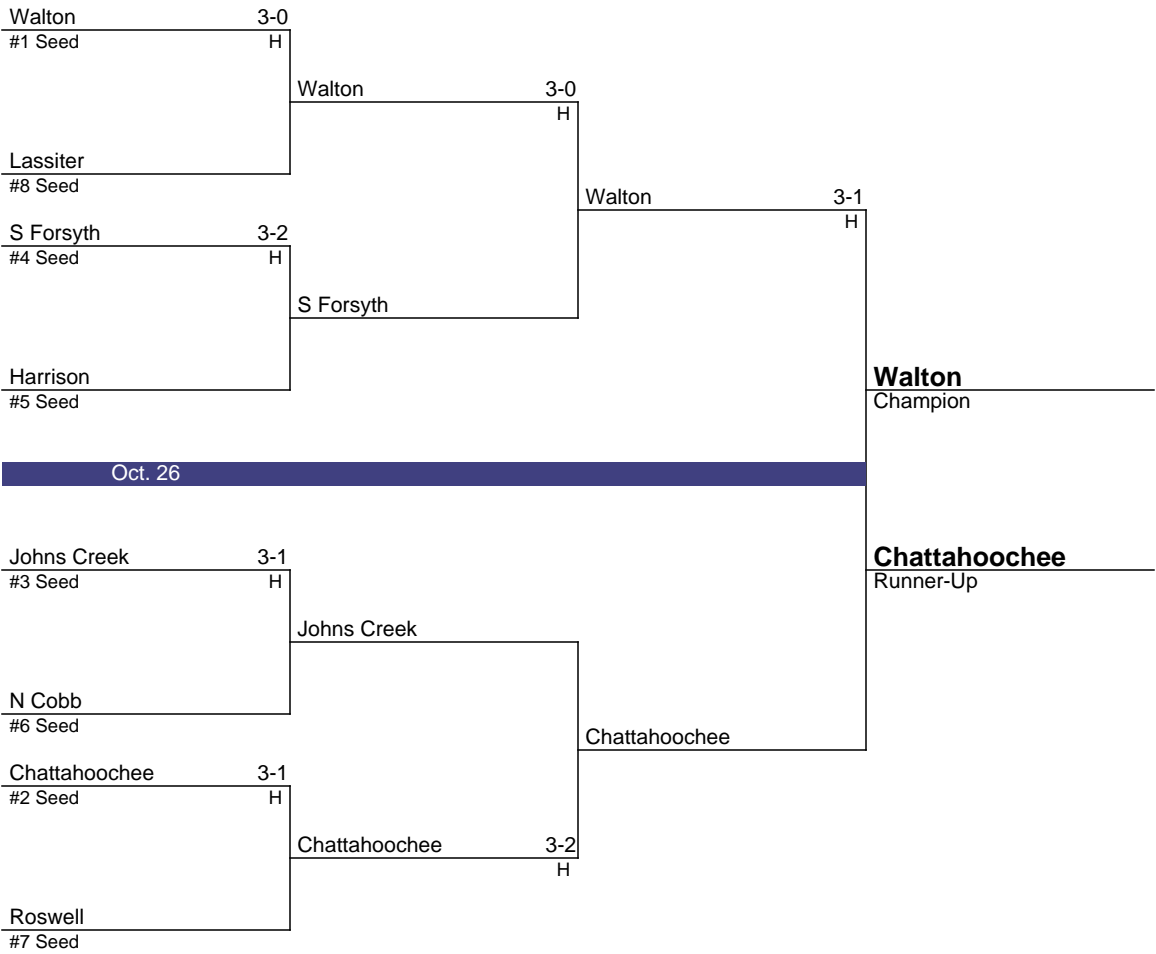 Walton 3-0
#1 Seed H
Walton 3-0
H
Lassiter
#8 Seed
Walton 3-1
H
S Forsyth 3-2
#4 Seed H
S Forsyth
Harrison
#5 Seed
Walton
Champion
Oct. 26
Johns Creek 3-1
#3 Seed H
Chattahoochee
Runner-Up
Johns Creek
N Cobb
#6 Seed
Chattahoochee
Chattahoochee 3-1
#2 Seed H
Chattahoochee 3-2
H
Roswell
#7 Seed